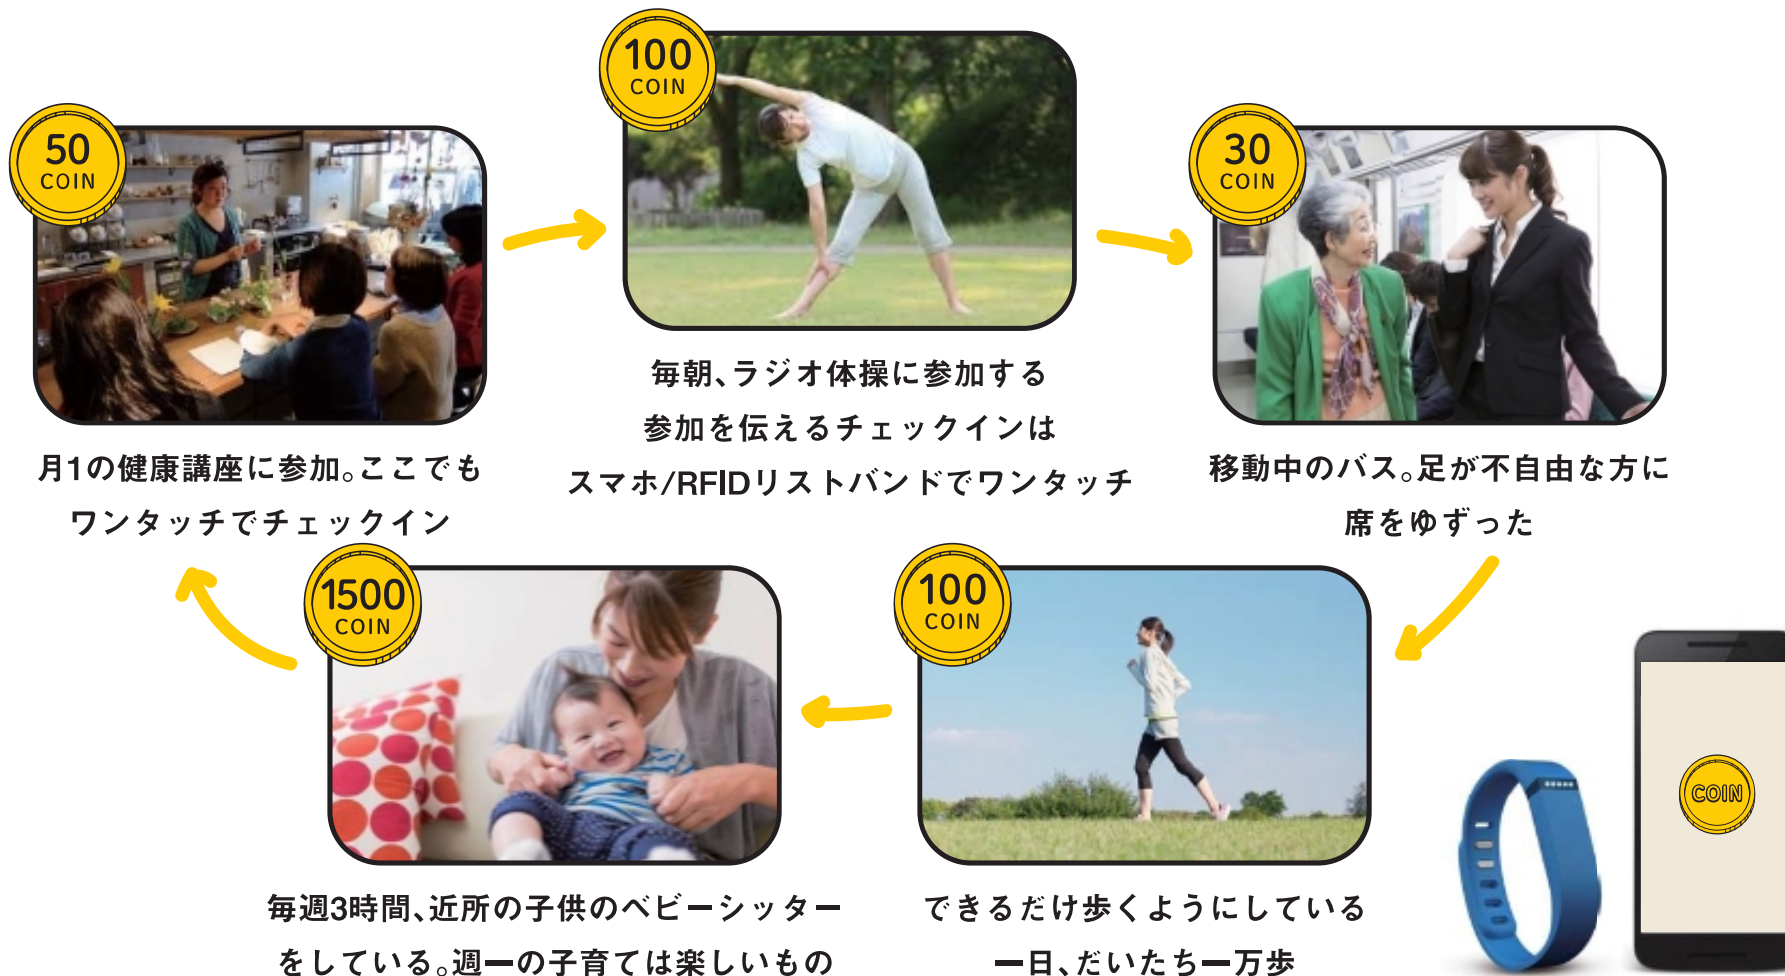 50
COIN
月1の健康講座に参加。ここでも
ワンタッチでチェックイン
100
COIN
毎朝、ラジオ体操に参加する
参加を伝えるチェックインは
スマホ/RFIDリストバンドでワンタッチ
30
COIN
移動中のバス。足が不自由な方に
席をゆずった
100
COIN
できるだけ歩くようにしている
一日、だいたち一万歩
1500
COIN
毎週3時間、近所の子供のベビーシッター
をしている。週一の子育ては楽しいもの
COIN